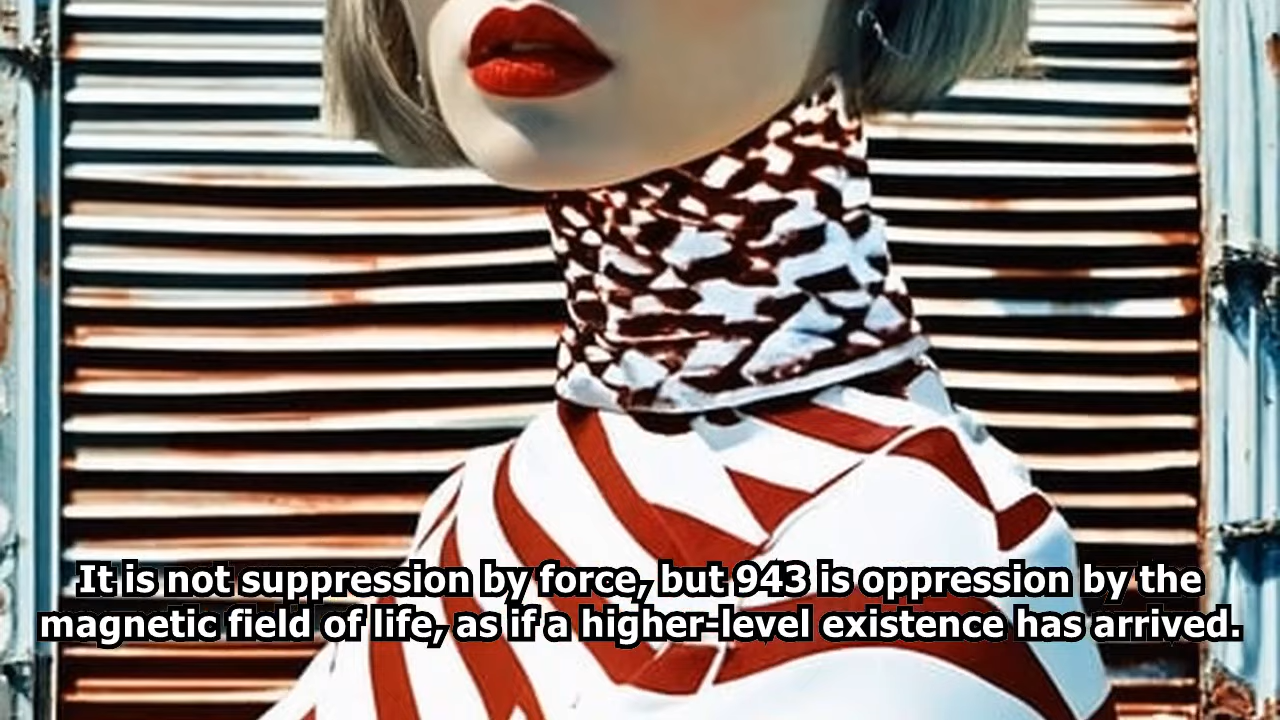 It is not suppression by force, but 943 is oppression by the
magnetic field of life, as if a higher-level existence has arrived.